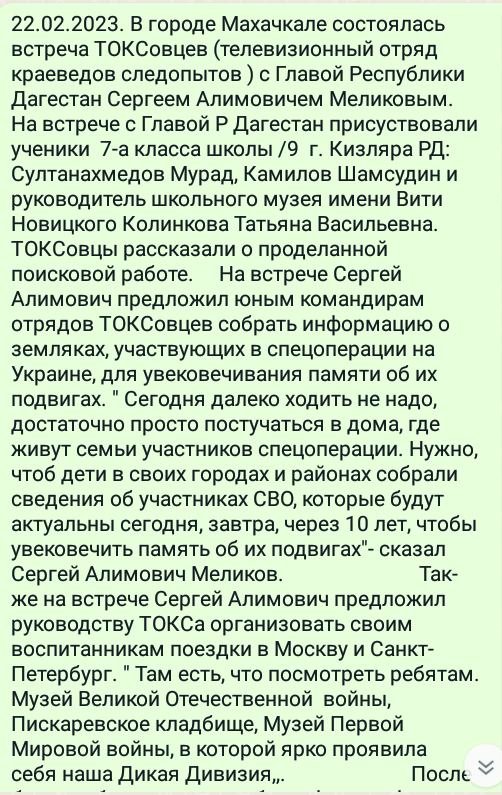 22.02.2023. В городе Махачкале состоялась
встреча ТОКСовцев (телевизионный отряд
краеведов следопытов ) с Главой Республики
Дагестан Сергеем Алимовичем Меликовым.
На встрече с Главой Р Дагестан присуствовали
ученики 7-а класса школы /9 г. Кизляра РД:
Султанахмедов Мурад, Камилов Шамсудин и
руководитель школьного музея имени Вити
Новицкого Колинкова Татьяна Васильевна.
ТОКСовцы рассказали о проделанной
поисковой работе. На встрече Сергей
Алимович предложил юным командирам
отрядов ТОКСовцев собрать информацию о
земляках, участвующих в спецоперации на
Украине, для увековечивания памяти об их
подвигах. " Сегодня далеко ходить не надо,
достаточно просто постучаться в дома, где
живут семьи участников спецоперации. Нужно,
чтоб дети в своих городах и районах собрали
сведения об участниках СВО, которые будут
актуальны сегодня, завтра, через 10 лет, чтобы
увековечить память об их подвигах"- сказал
Сергей Алимович Меликов. Так-
же на встрече Сергей Алимович предложил
руководству ТОКСа организовать своим
воспитанникам поездки в Москву и Санкт-
Петербург. " Там есть, что посмотреть ребятам.
Музей Великой Отечественной войны,
Пискаревское кладбище, Музей Первой
Мировой войны, в которой ярко проявила
себя наша Дикая Дивизия,,. После